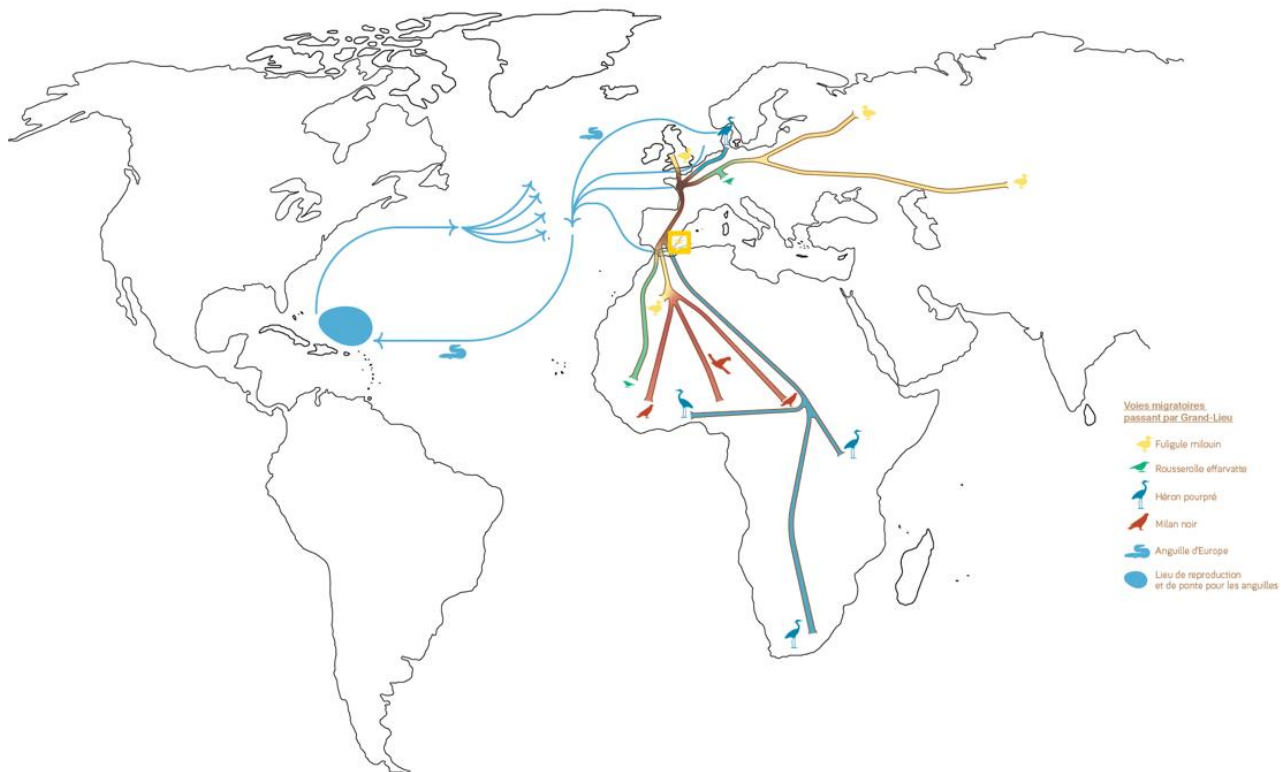 Voies migratoires
passant par Grand-Lieu
Fuligule milouin
Rousserolle effarvatte
Héron pourpré
Milan noir
Anguille d'Europe
Lieu de reproduction
et de ponte pour les anguilles